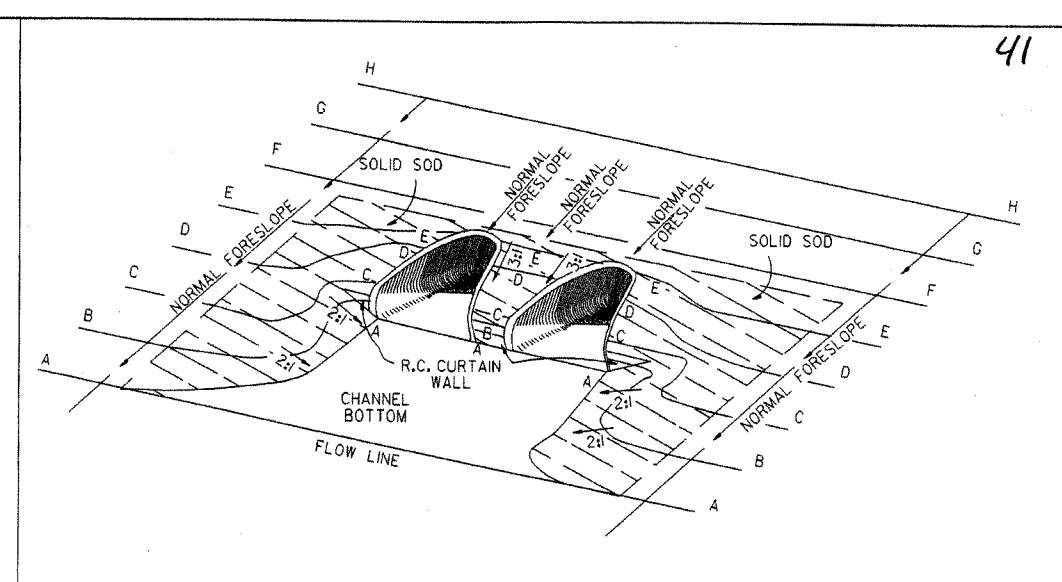 41
H
G
F
SOLID SOD
NORMAL FORESLOPE
NORMAL FORESLOPE
NORMAL FORESLOPE
E
D
C
B
A
NORMAL FORESLOPE
H
G
SOLID SOD
F
E
D
C
B
A
NORMAL FORESLOPE
E
D
C
A
3:1
E
D
C
B
A
3:1
E
D
C
A
2:1
2:1
R.C. CURTAIN
WALL
CHANNEL
BOTTOM
FLOW LINE
2:1
2:1